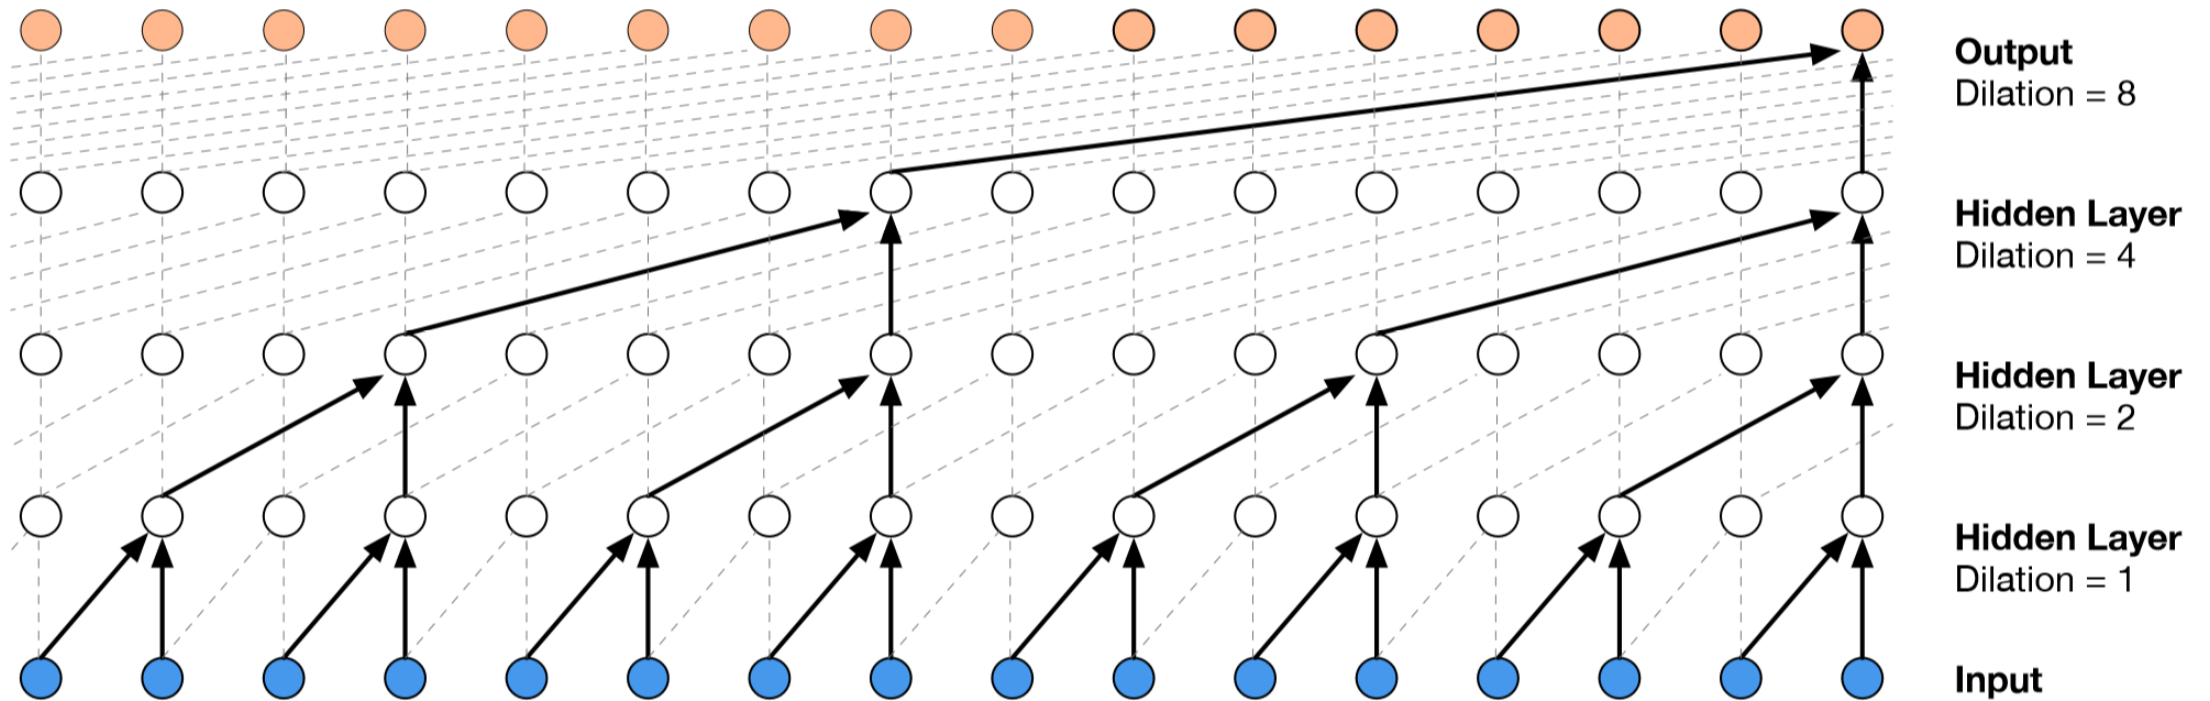 Output
Dilation = 8
Hidden Layer
Dilation = 4
Hidden Layer
Dilation = 2
Hidden Layer
Dilation = 1
Input